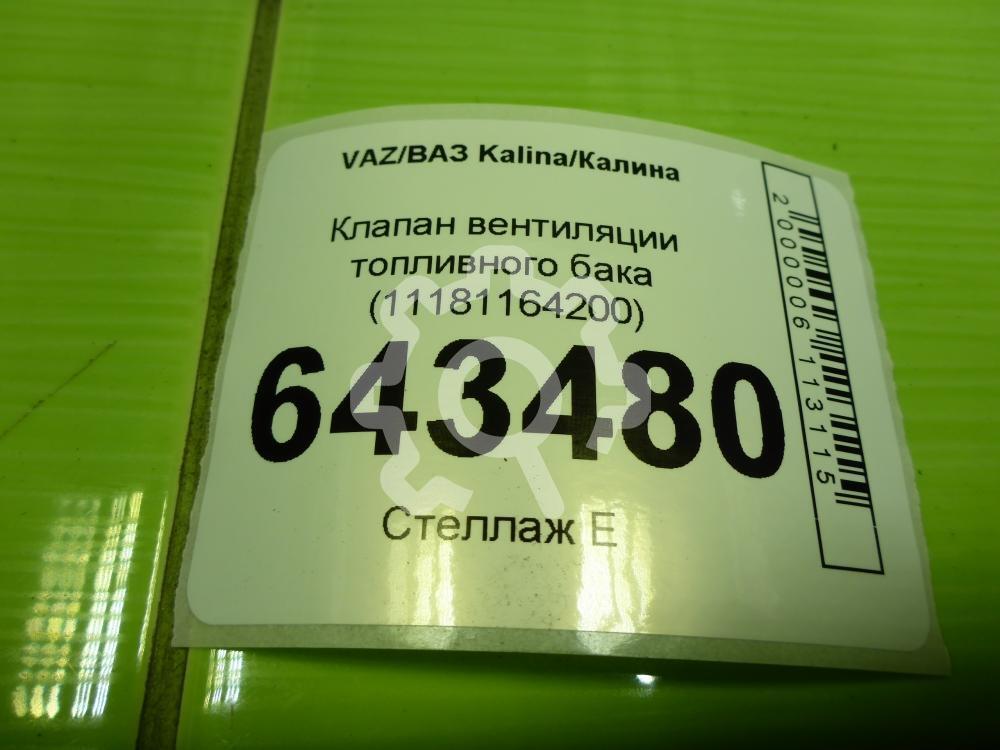 VAZ/ВАЗ Kalina/Калина
Клапан вентиляции
топливного бака
(11181164200)
643480
Стеллаж Е
2000006113115